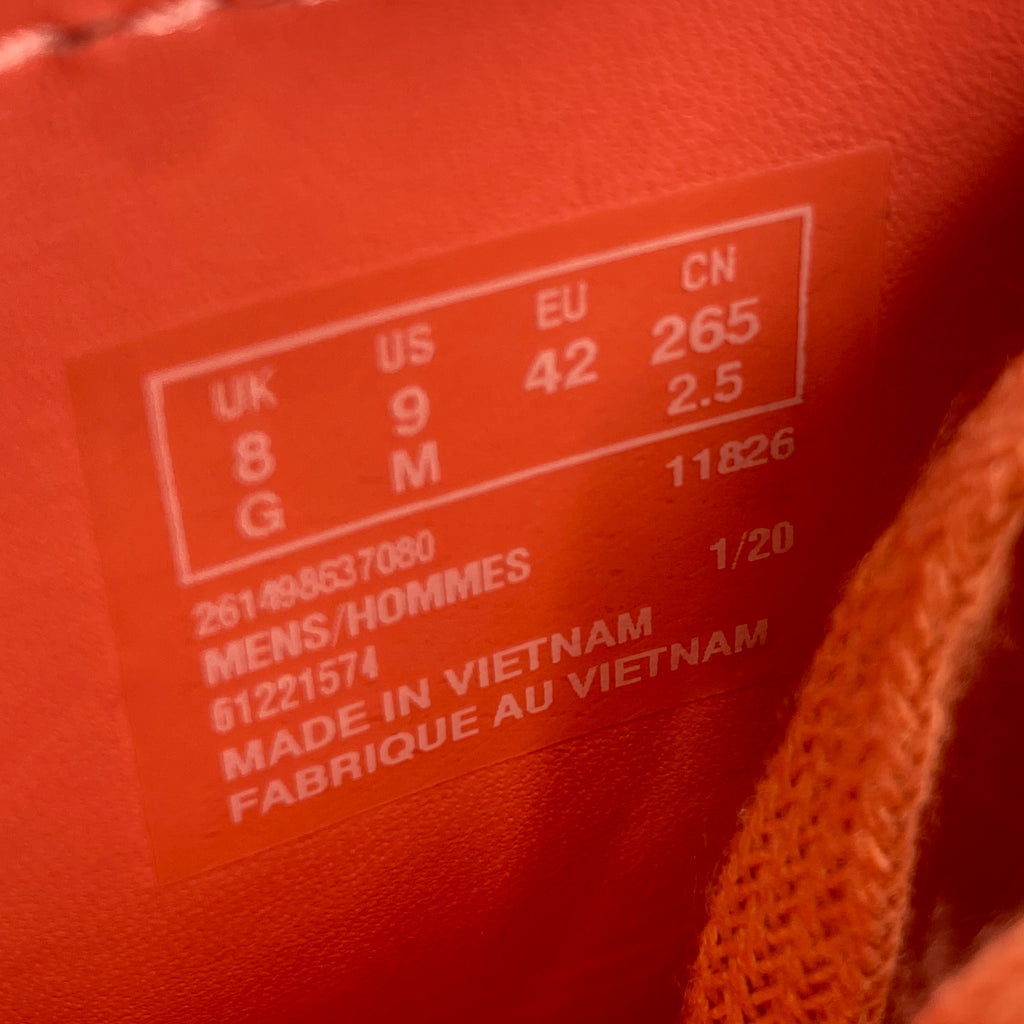 UK US EU CN
8 9 42 265
G M 2.5
11826
261498637080
MENS/HOMMES 1/20
61221574
MADE IN VIETNAM
FABRIQUE AU VIETNAM